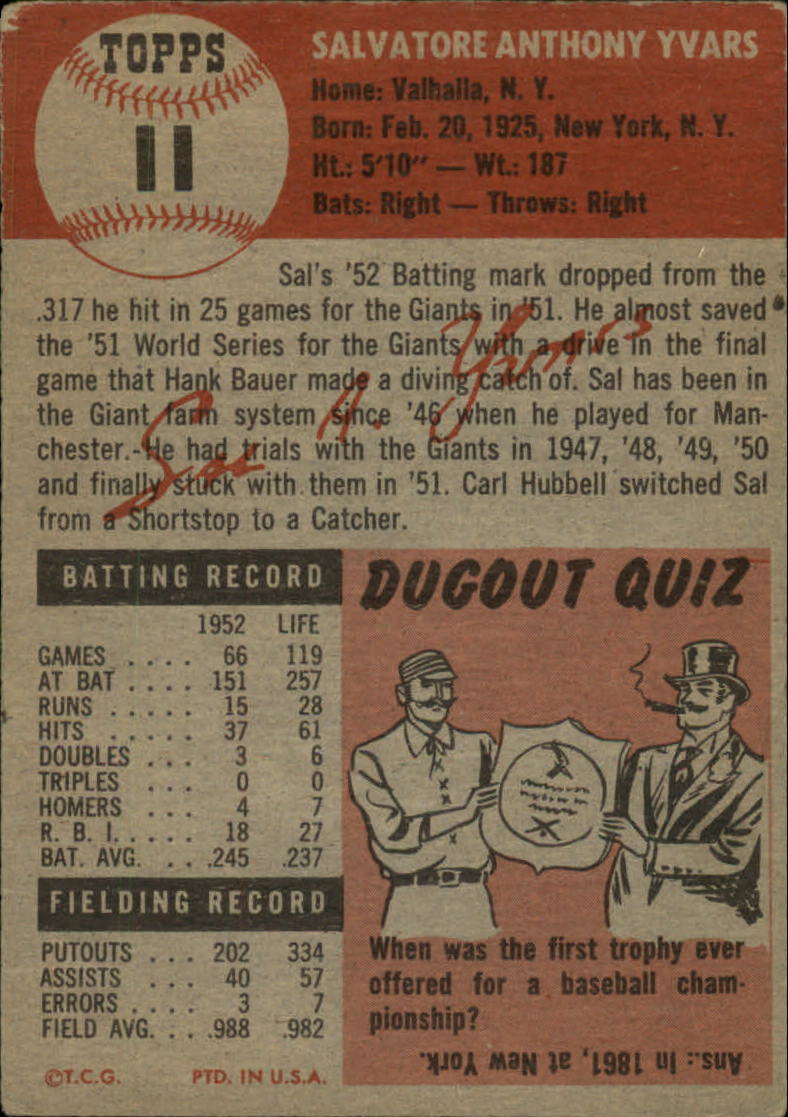 TOPPS
11
SALVATORE ANTHONY YVARS
Home: Valhalla, N. Y.
Born: Feb. 20, 1925, New York, N. Y.
Ht.: 5'10" — Wt.: 187
Bats: Right — Throws: Right
Sal's '52 Batting mark dropped from the
.317 he hit in 25 games for the Giants in '51. He almost saved
the '51 World Series for the Giants with a drive in the final
game that Hank Bauer made a diving catch of. Sal has been in
the Giant farm system since '46 when he played for Man-
chester. He had trials with the Giants in 1947, '48, '49, '50
and finally stuck with them in '51. Carl Hubbell switched Sal
from a Shortstop to a Catcher.
Sal A. Yvars
BATTING RECORD
1952 LIFE
GAMES . . . . 66 119
AT BAT . . . . 151 257
RUNS . . . . . 15 28
HITS . . . . . 37 61
DOUBLES . . . 3 6
TRIPLES . . . 0 0
HOMERS . . . 4 7
R. B. I. . . . . 18 27
BAT. AVG. . . .245 .237
FIELDING RECORD
PUTOUTS . . . 202 334
ASSISTS . . . 40 57
ERRORS . . . . 3 7
FIELD AVG. . . .988 .982
©T.C.G. PTD. IN U.S.A.
DUGOUT QUIZ
When was the first trophy ever
offered for a baseball cham-
pionship?
Ans.: In 1861, at New York.